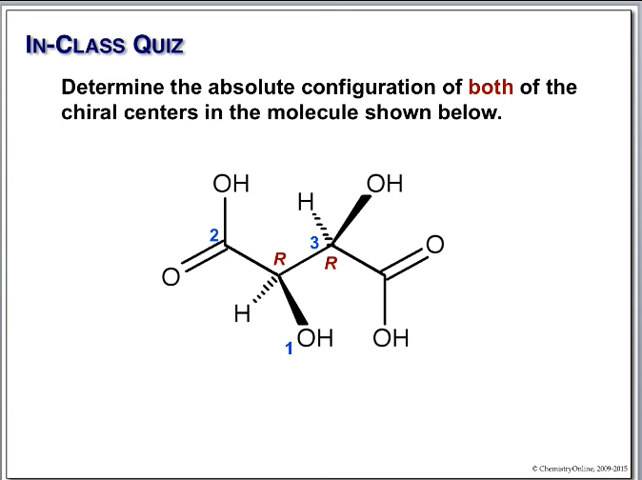 IN-CLASS QUIZ
Determine the absolute configuration of both of the
chiral centers in the molecule shown below.
OH
H
OH
2
3
O
R
R
O
H
1
OH
OH
© ChemistryOnline, 2009-2015